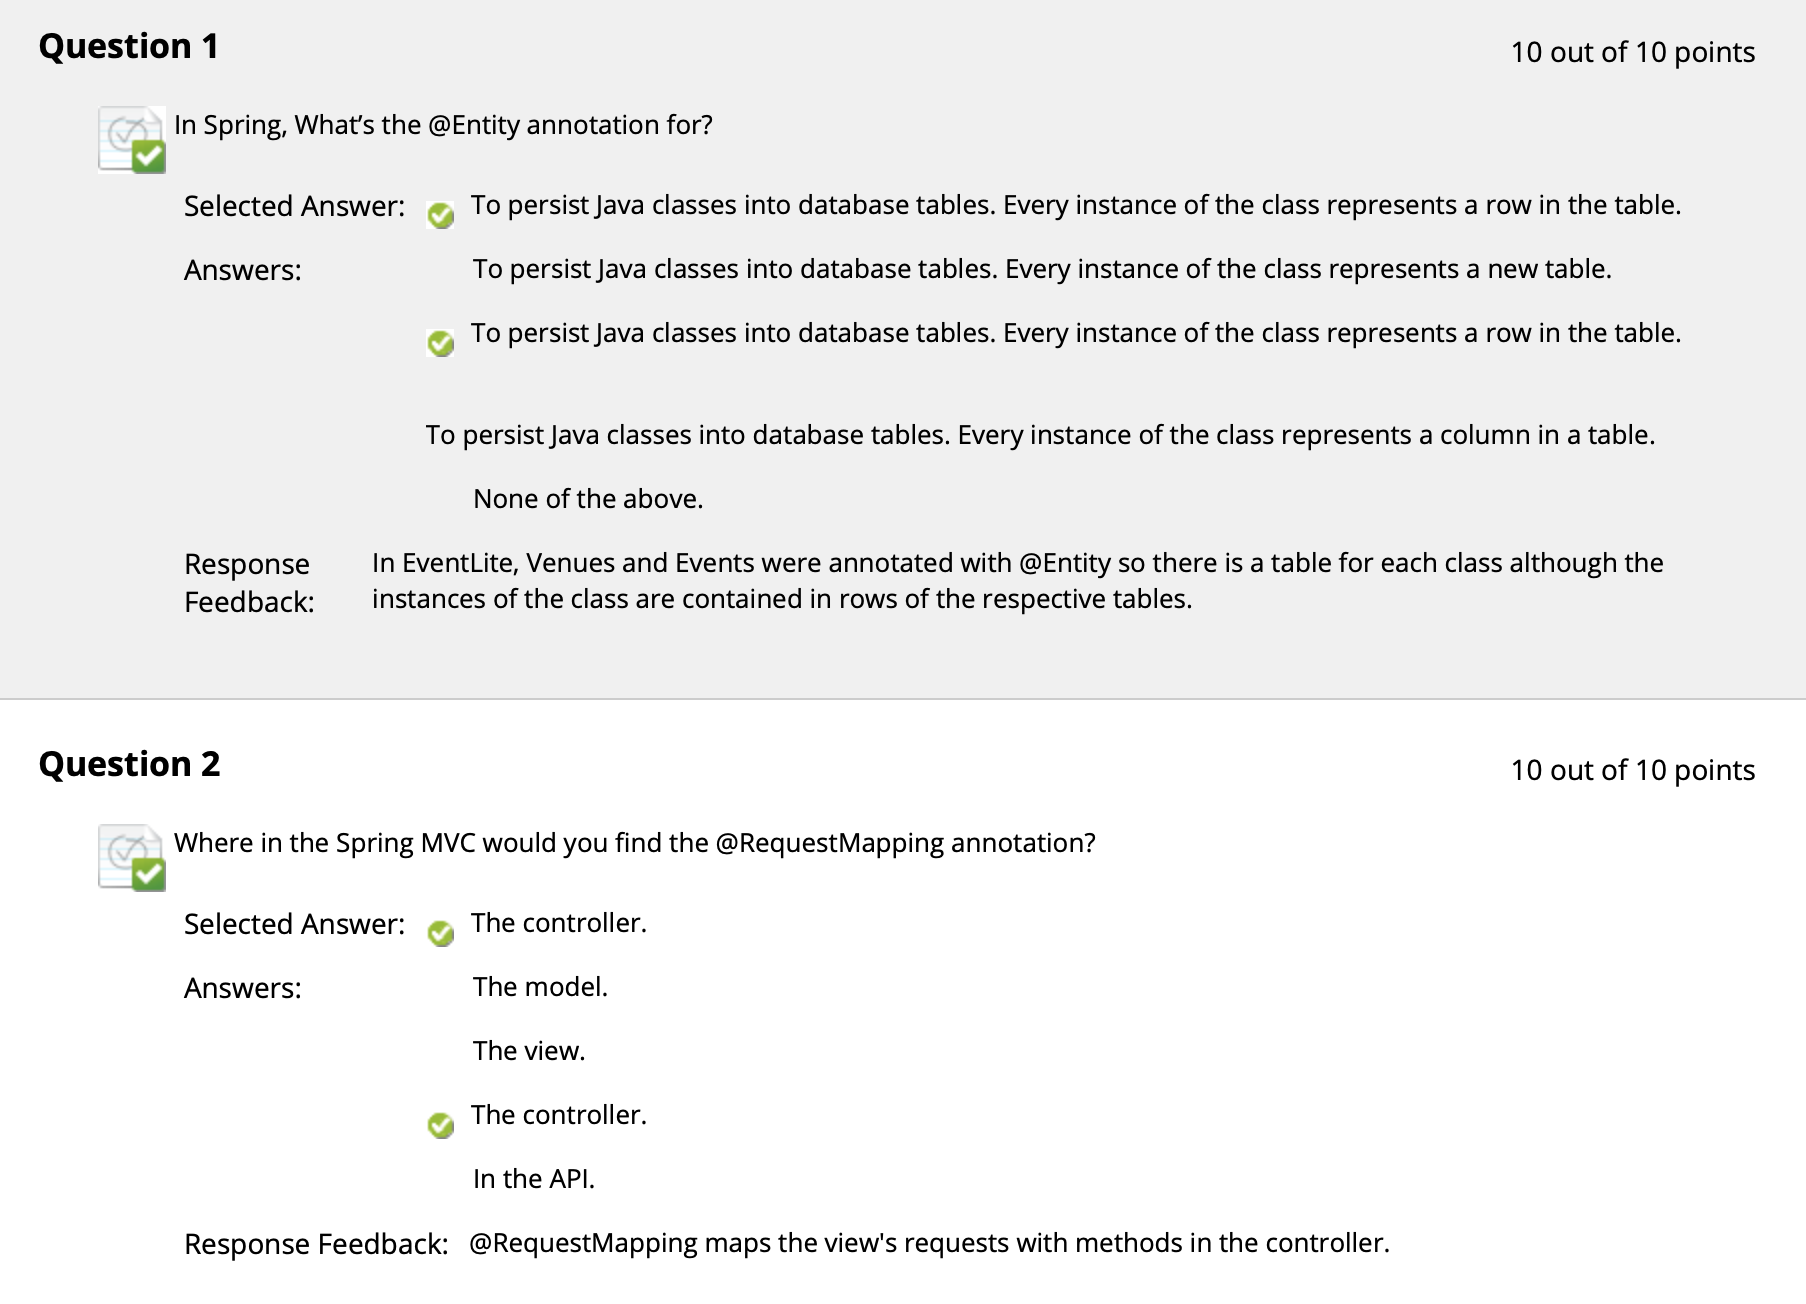 Question 1
10 out of 10 points
In Spring, What’s the @Entity annotation for?
Selected Answer: To persist Java classes into database tables. Every instance of the class represents a row in the table.
Answers: To persist Java classes into database tables. Every instance of the class represents a new table.
To persist Java classes into database tables. Every instance of the class represents a row in the table.
To persist Java classes into database tables. Every instance of the class represents a column in a table.
None of the above.
Response Feedback: In EventLite, Venues and Events were annotated with @Entity so there is a table for each class although the
instances of the class are contained in rows of the respective tables.
Question 2
10 out of 10 points
Where in the Spring MVC would you find the @RequestMapping annotation?
Selected Answer: The controller.
Answers: The model.
The view.
The controller.
In the API.
Response Feedback: @RequestMapping maps the view's requests with methods in the controller.